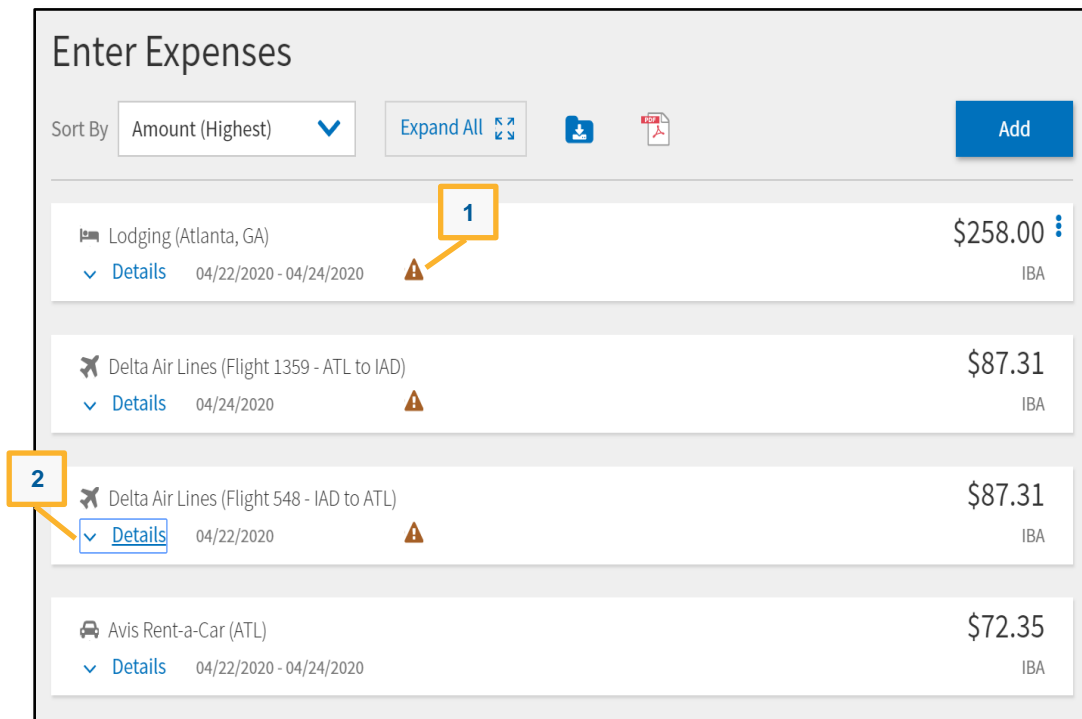 Enter Expenses
Sort By Amount (Highest) Expand All PDF Add
1
Lodging (Atlanta, GA) $258.00
Details 04/22/2020 - 04/24/2020 IBA
Delta Air Lines (Flight 1359 - ATL to IAD) $87.31
Details 04/24/2020 IBA
2
Delta Air Lines (Flight 548 - IAD to ATL) $87.31
Details 04/22/2020 IBA
Avis Rent-a-Car (ATL) $72.35
Details 04/22/2020 - 04/24/2020 IBA